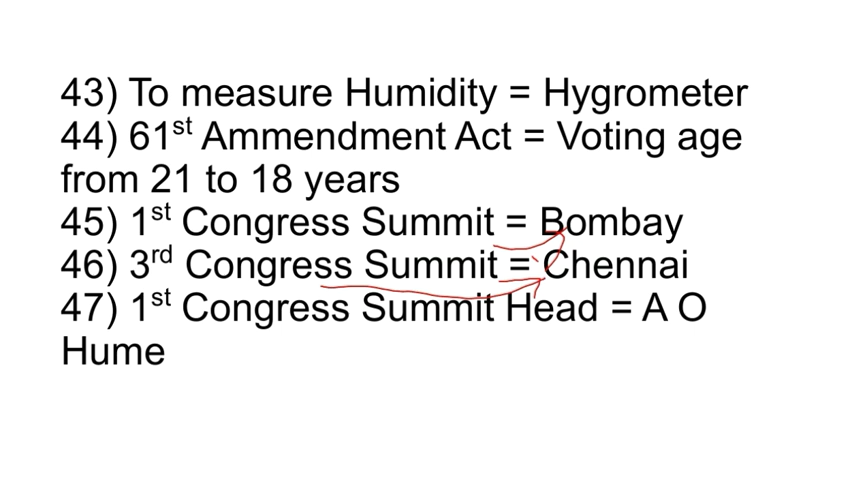 43) To measure Humidity = Hygrometer
44) 61st Ammendment Act = Voting age
from 21 to 18 years
45) 1st Congress Summit = Bombay
46) 3rd Congress Summit = Chennai
47) 1st Congress Summit Head = A O
Hume